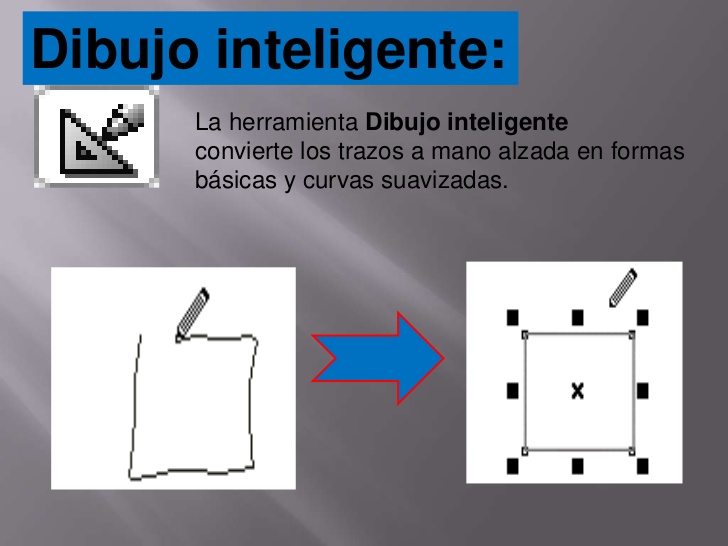 Dibujo inteligente:
La herramienta Dibujo inteligente
convierte los trazos a mano alzada en formas
básicas y curvas suavizadas.